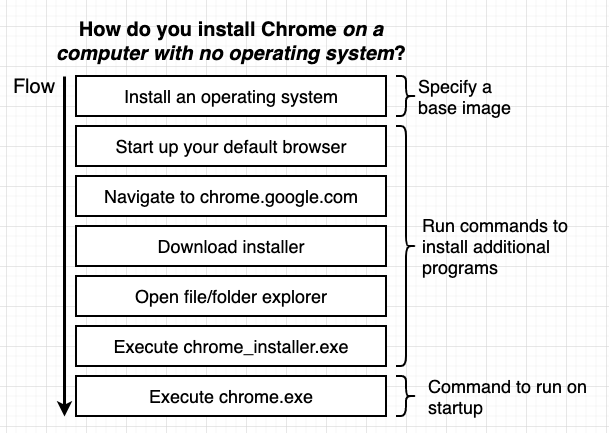 How do you install Chrome on a
computer with no operating system?
Flow
Install an operating system
Specify a
base image
Start up your default browser
Navigate to chrome.google.com
Download installer
Open file/folder explorer
Execute chrome_installer.exe
Run commands to
install additional
programs
Execute chrome.exe
Command to run on
startup